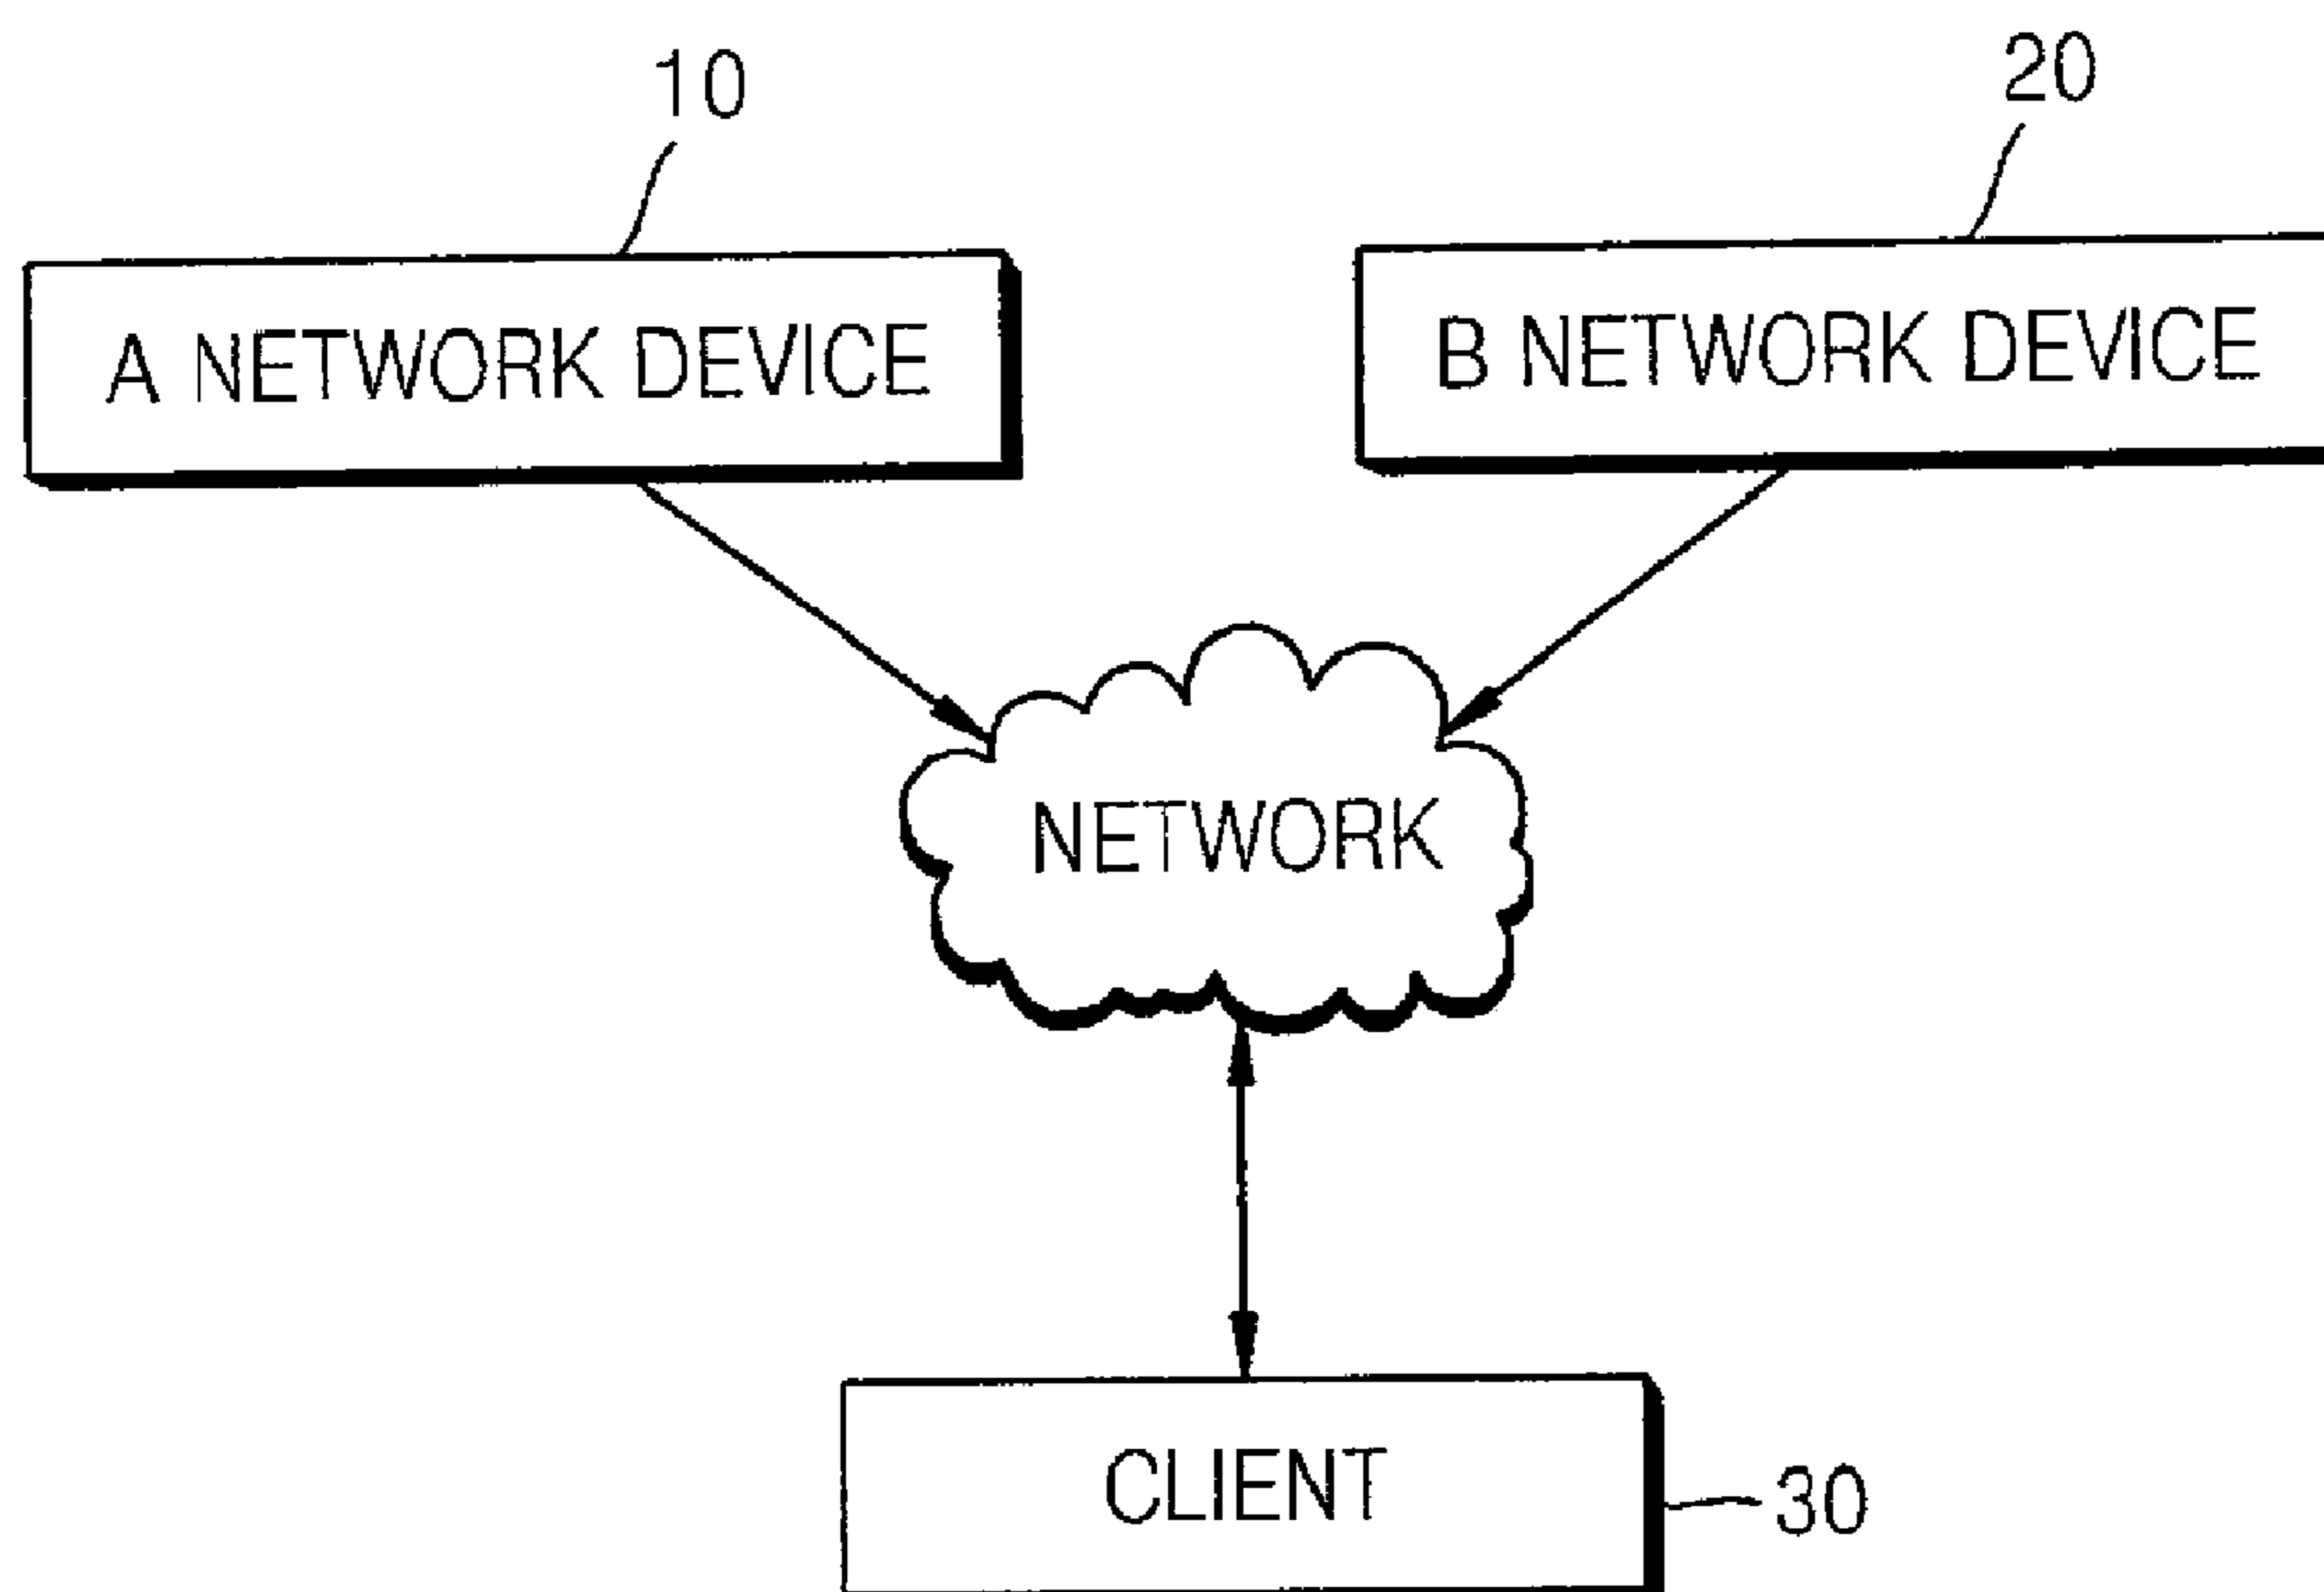 10
20
A NETWORK DEVICE
B NETWORK DEVICE
NETWORK
CLIENT
30